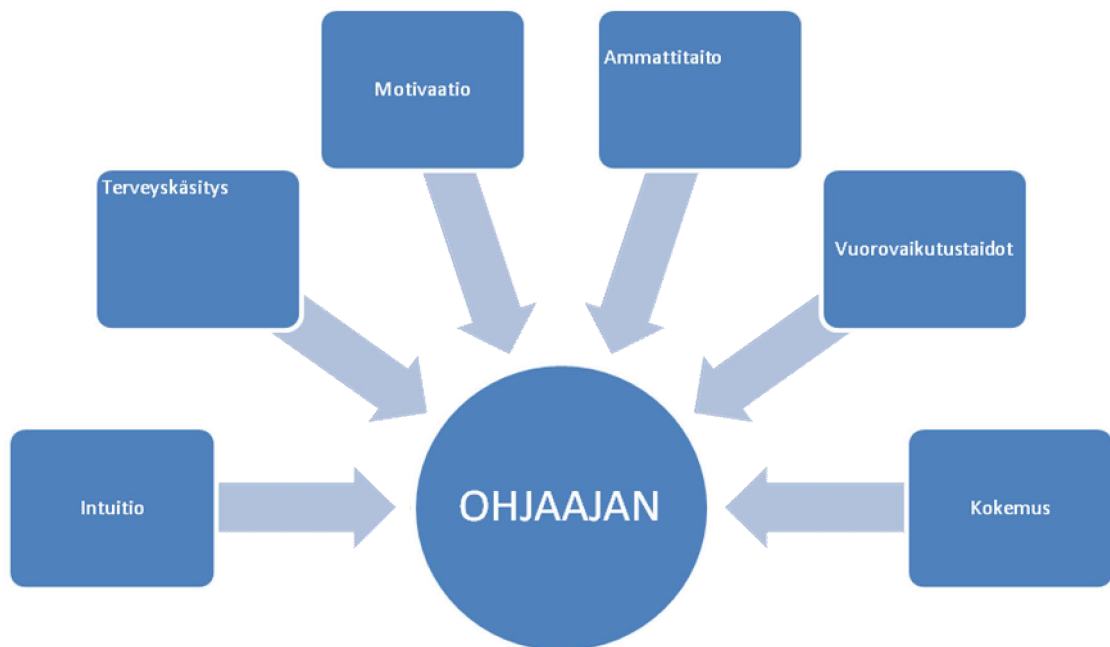 Motivaatio
Ammattitaito
Terveyskäsitys
Vuorovaikutustaidot
Intuitio
OHJAAJAN
Kokemus